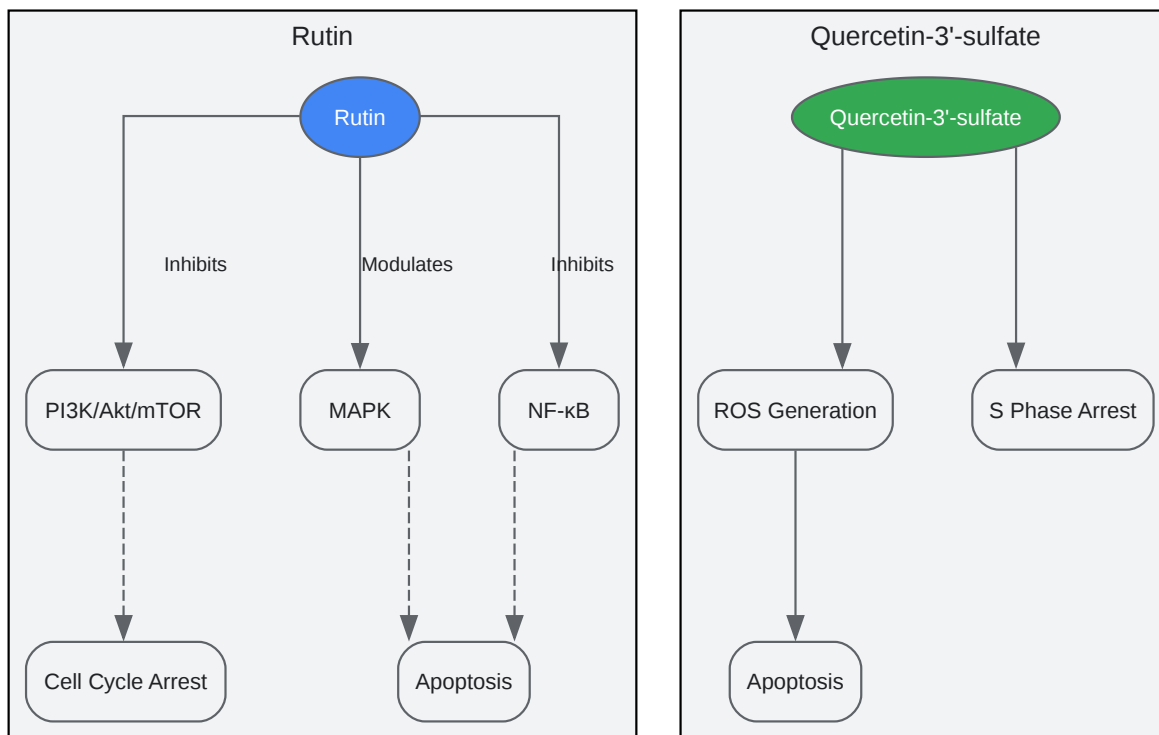 Rutin
Rutin
Inhibits
Modulates
Inhibits
PI3K/Akt/mTOR
MAPK
NF-κB
Cell Cycle Arrest
Apoptosis
Quercetin-3'-sulfate
Quercetin-3'-sulfate
ROS Generation
S Phase Arrest
Apoptosis